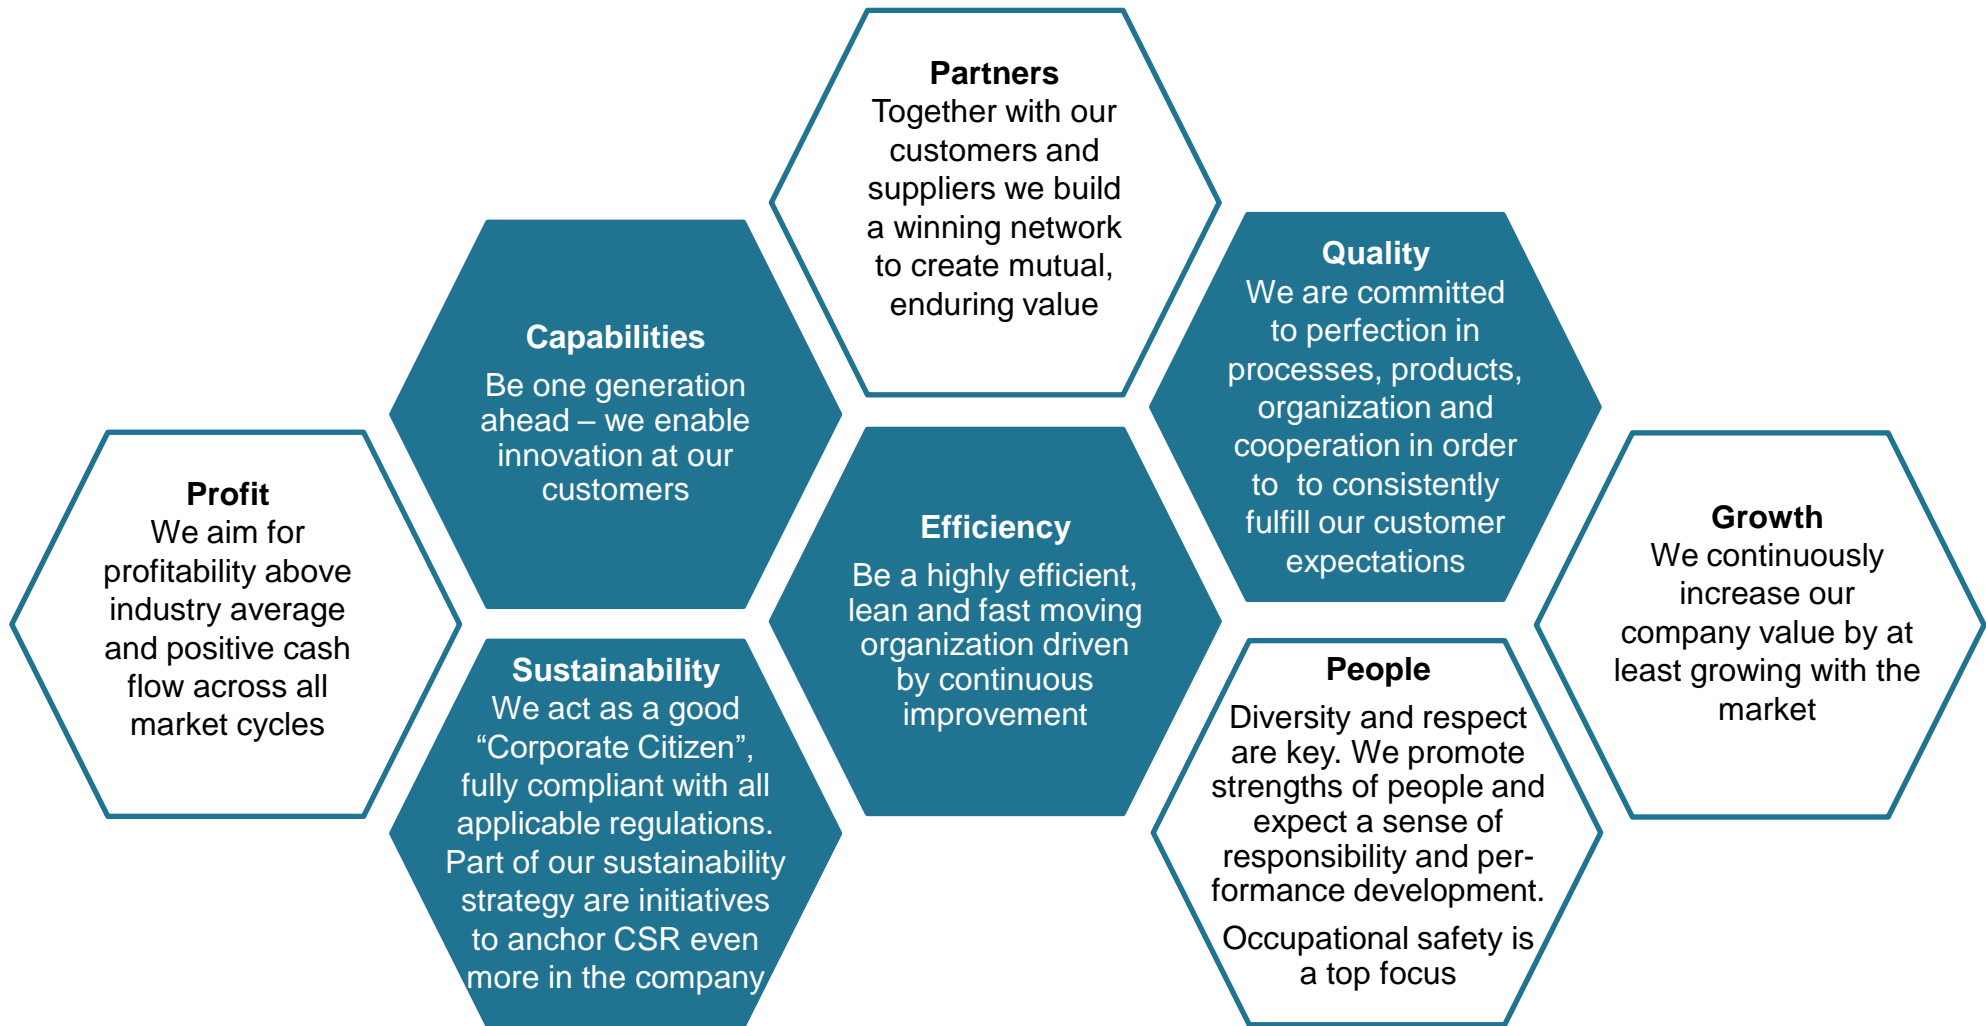 Partners
Together with our
customers and
suppliers we build
a winning network
to create mutual,
enduring value
Capabilities
Be one generation
ahead – we enable
innovation at our
customers
Quality
We are committed
to perfection in
processes, products,
organization and
cooperation in order
to  to consistently
fulfill our customer
expectations
Profit
We aim for
profitability above
industry average
and positive cash
flow across all
market cycles
Efficiency
Be a highly efficient,
lean and fast moving
organization driven
by continuous
improvement
Growth
We continuously
increase our
company value by at
least growing with the
market
Sustainability
We act as a good
“Corporate Citizen”,
fully compliant with all
applicable regulations.
Part of our sustainability
strategy are initiatives
to anchor CSR even
more in the company
People
Diversity and respect
are key. We promote
strengths of people and
expect a sense of
responsibility and per-
formance development.
Occupational safety is
a top focus